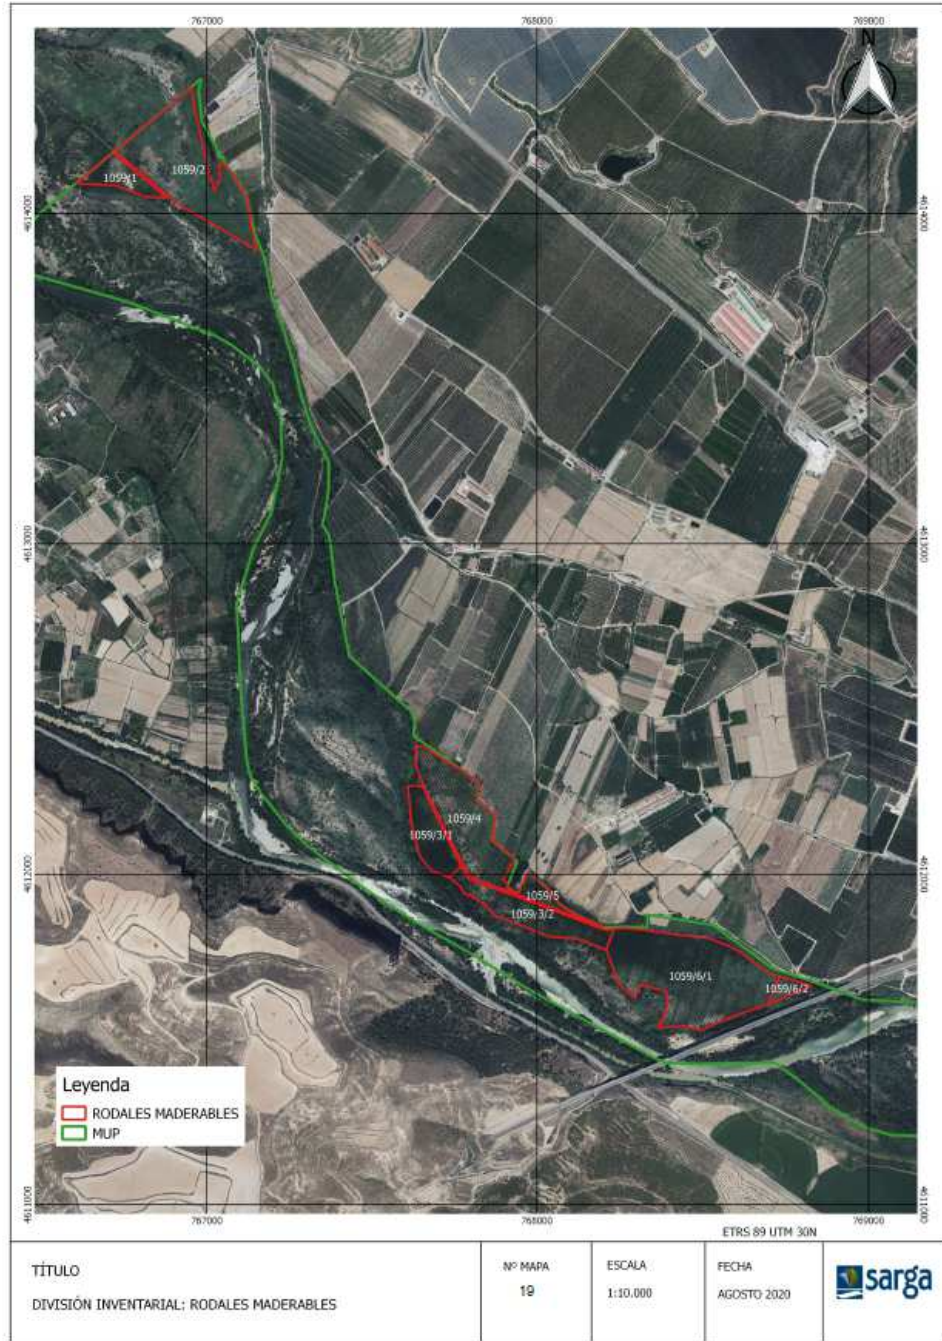 767000
768000
769000
N
1059/2
1059/1
4614000
4614000
4613000
4613000
1059/4
1059/3/1
4612000
4612000
1059/5
1059/3/2
1059/6/1
1059/6/2
Leyenda
RODALES MADERABLES
MUP
4611000
4611000
767000
768000
769000
ETRS 89 UTM 30N
TÍTULO
DIVISIÓN INVENTARIAL: RODALES MADERABLES
Nº MAPA
19
ESCALA
1:10.000
FECHA
AGOSTO 2020
sarga